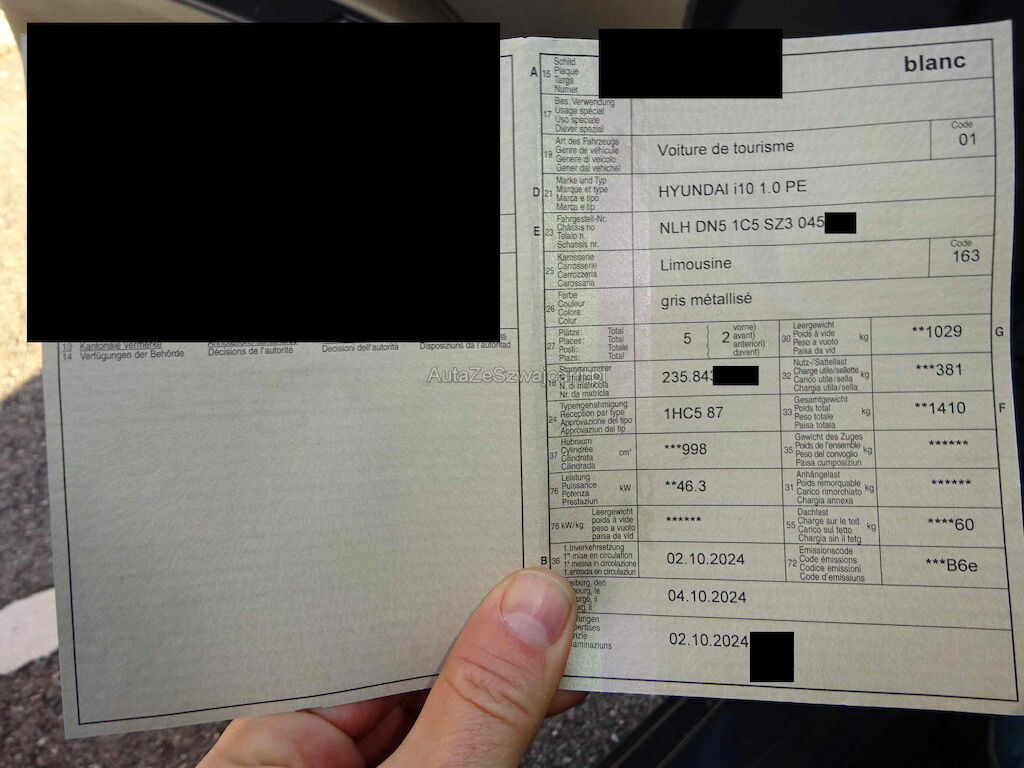 13 Kantonale Vermerke
14 Verfügungen der Behörde Décisions de l'autorité Decisioni dell'autorità Disposiziuns da l'autoritad
A 15 Schild
Plaque
Targa
Numer
blanc
17 Bes. Verwendung
Usage spécial
Uso speciale
Diever spezial
19 Art des Fahrzeugs
Genre de véhicule
Genere di veicolo
Gener dal vehichel
Voiture de tourisme
Code
01
D 21 Marke und Typ
Marque et type
Marca e tipo
Marca e tip
HYUNDAI i10 1.0 PE
E 23 Fahrgestell-Nr.
Châssis no
Telaio n.
Schassis nr.
NLH DN5 1C5 SZ3 045
25 Karosserie
Carrosserie
Carrozzeria
Carossaria
Limousine
Code
163
26 Farbe
Couleur
Colore
Colur
gris métallisé
27 Plätze: Total
Places: Total
Posti: Totale
Plazs: Total
5 2 vorne)
avant)
anteriori)
davant)
30 Leergewicht
Poids à vide
Peso a vuoto
Paisa da vid
kg
**1029
G
18 Stammnummer
N. di matricola
Nr. da matricla
235.843
AutaZeSzwajcarii.pl
32 Nutz-/Sattellast
Charge utile/sellette
Carico utile/sella
Chargia utila/sella
kg
***381
24 Typengenehmigung
Réception par type
Approvazione del tipo
Approvaziun dal tip
1HC5 87
33 Gesamtgewicht
Poids total
Peso totale
Paisa totala
kg
**1410
F
37 Hubraum
Cylindrée
Cilindrata
Cilindrada
cm³
***998
35 Gewicht des Zuges
Poids de l'ensemble
Peso del convoglio
Paisa cumposiziun
kg
******
76 Leistung
Puissance
Potenza
Prestaziun
kW
**46.3
31 Anhängelast
Poids remorquable
Carico rimorchiato
Chargia annexa
kg
******
78 kW/kg Leergewicht
poids à vide
peso a vuoto
paisa da vid
******
55 Dachlast
Charge sur le toit
Carico sul tetto
Chargia sin il tetg
kg
****60
B 36 1. Inverkehrsetzung
1re mise en circulation
1a messa in circolazione
1. entrada en circulaziun
02.10.2024
72 Emissionscode
Code émissions
Codice emissioni
Code d'emissiuns
***B6e
04.10.2024
02.10.2024